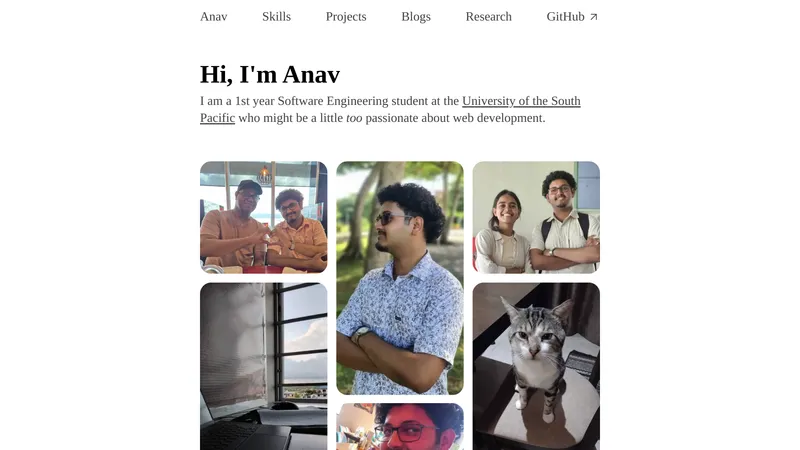 Anav Skills Projects Blogs Research GitHub ↗
Hi, I'm Anav
I am a 1st year Software Engineering student at the University of the South
Pacific who might be a little too passionate about web development.